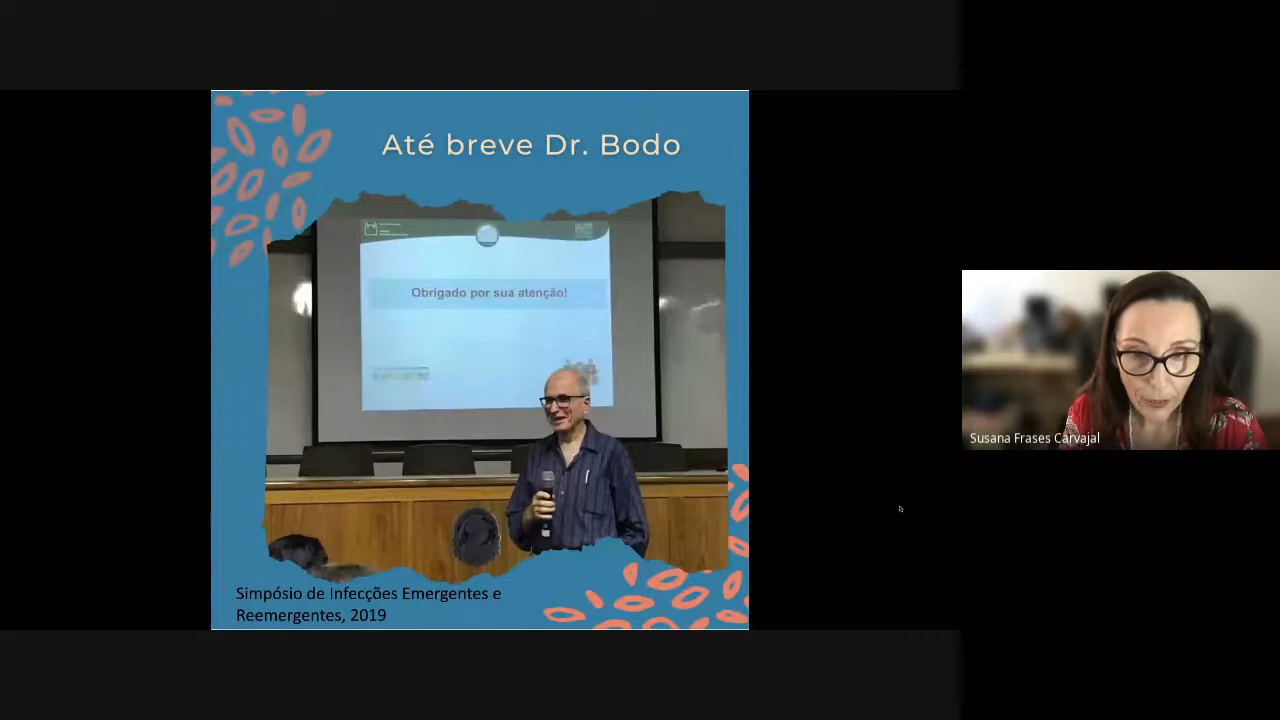 Até breve Dr. Bodo
Obrigado por sua atenção!
Susana Frases Carvajal
Simpósio de Infecções Emergentes e
Reemergentes, 2019